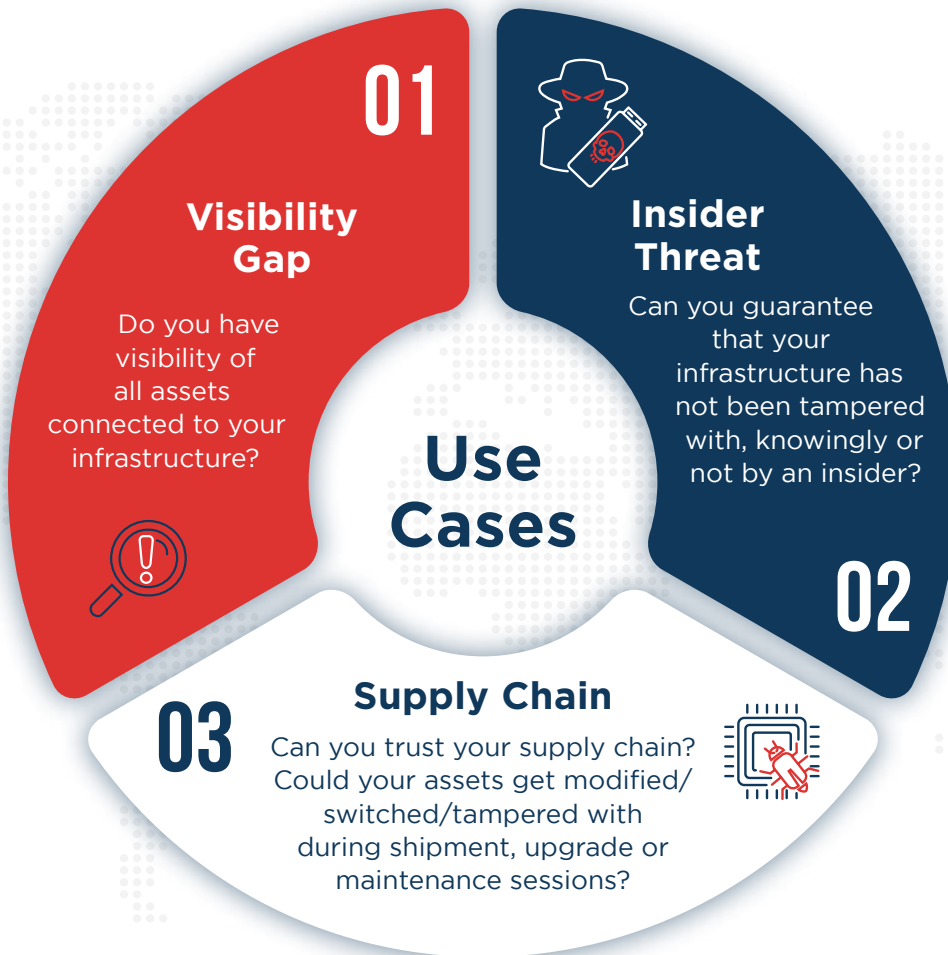 01
Visibility
Gap
Do you have
visibility of
all assets
connected to your
infrastructure?
Insider
Threat
Can you guarantee
that your
infrastructure has
not been tampered
with, knowingly or
not by an insider?
02
Use
Cases
03
Supply Chain
Can you trust your supply chain?
Could your assets get modified/
switched/tampered with
during shipment, upgrade or
maintenance sessions?